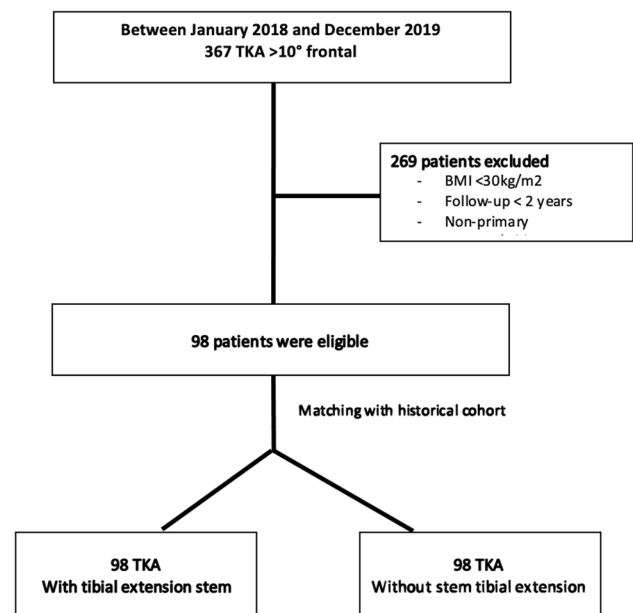 Between January 2018 and December 2019
367 TKA >10° frontal
269 patients excluded
- BMI <30kg/m2
- Follow-up < 2 years
- Non-primary
98 patients were eligible
Matching with historical cohort
98 TKA
With tibial extension stem
98 TKA
Without stem tibial extension